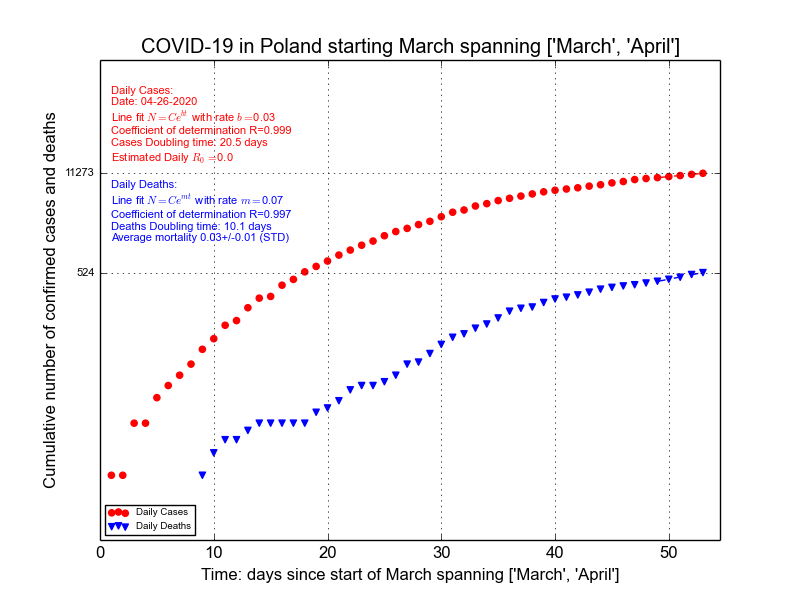 COVID-19 in Poland starting March spanning ['March', 'April']
Daily Cases:
Date: 04-26-2020
Line fit N = Ce^{bt} with rate b =0.03
Coefficient of determination R=0.999
Cases Doubling time: 20.5 days
Estimated Daily R_0 =0.0
Daily Deaths:
Line fit N = Ce^{mt} with rate m =0.07
Coefficient of determination R=0.997
Deaths Doubling time: 10.1 days
Average mortality 0.03+/-0.01 (STD)
11273
524
Cumulative number of confirmed cases and deaths
Daily Cases
Daily Deaths
0 10 20 30 40 50
Time: days since start of March spanning ['March', 'April']